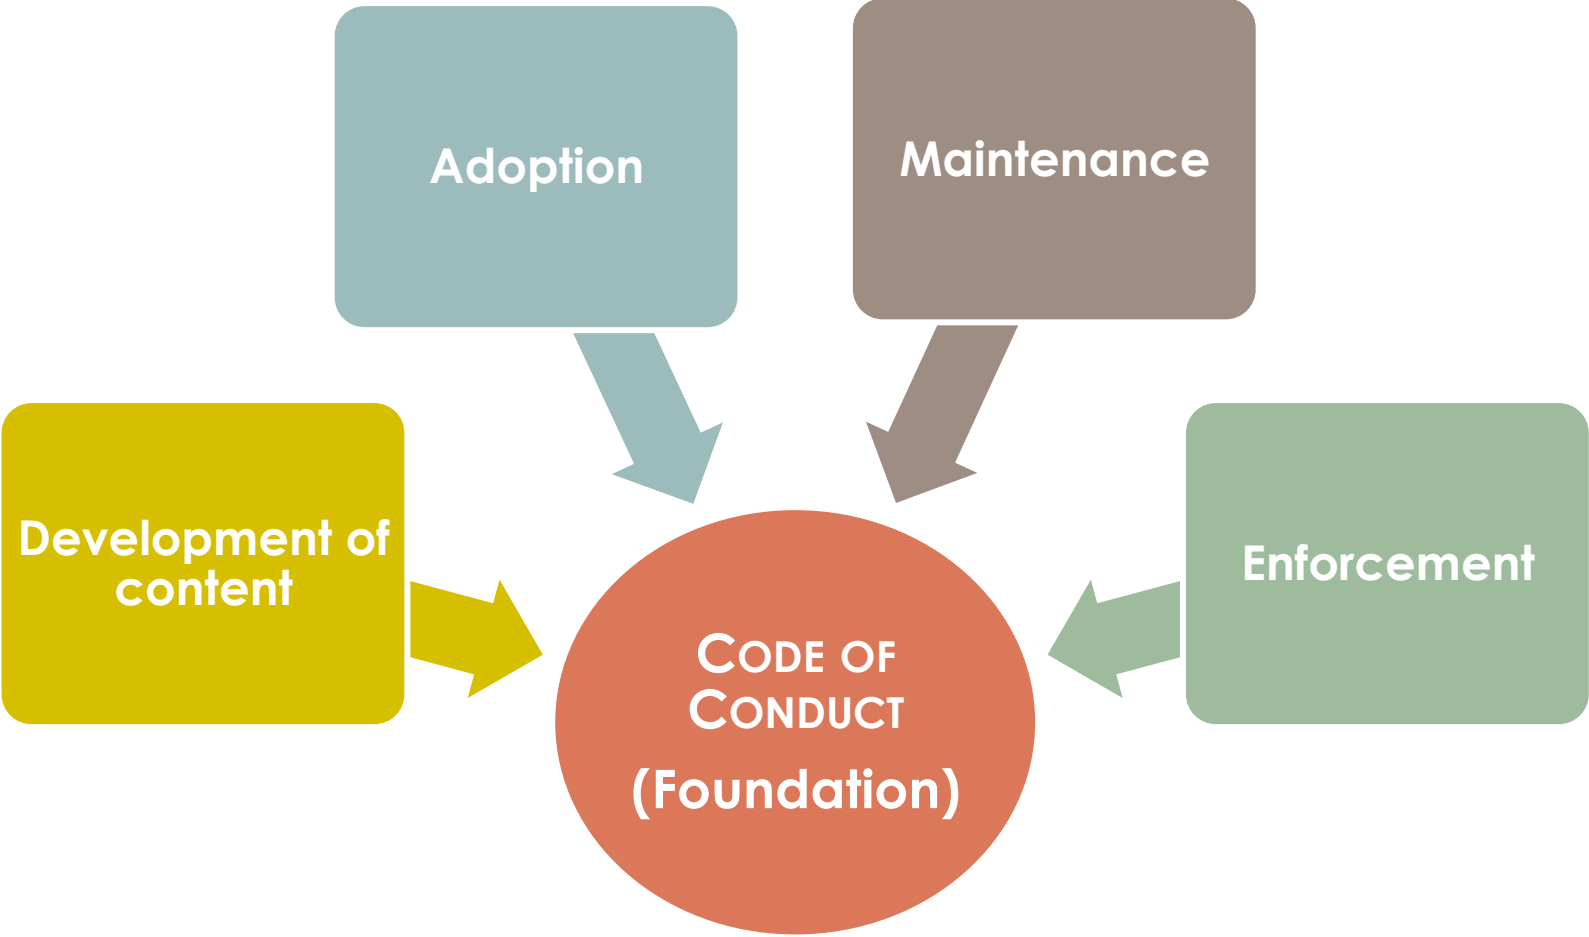 Adoption
Maintenance
Development of
content
Enforcement
CODE OF
CONDUCT
(Foundation)